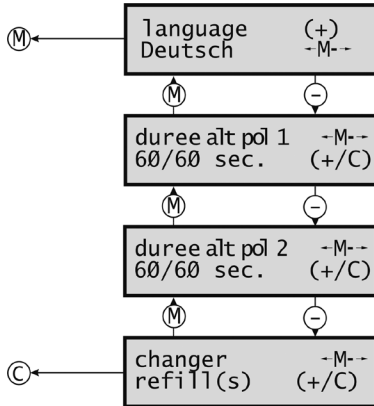 language (+)
Deutsch ←M-→
M
M −
duree alt pol 1 ←M-→
60/60 sec. (+/C)
M −
duree alt pol 2 ←M-→
60/60 sec. (+/C)
M −
changer ←M-→
refill(s) (+/C)
C